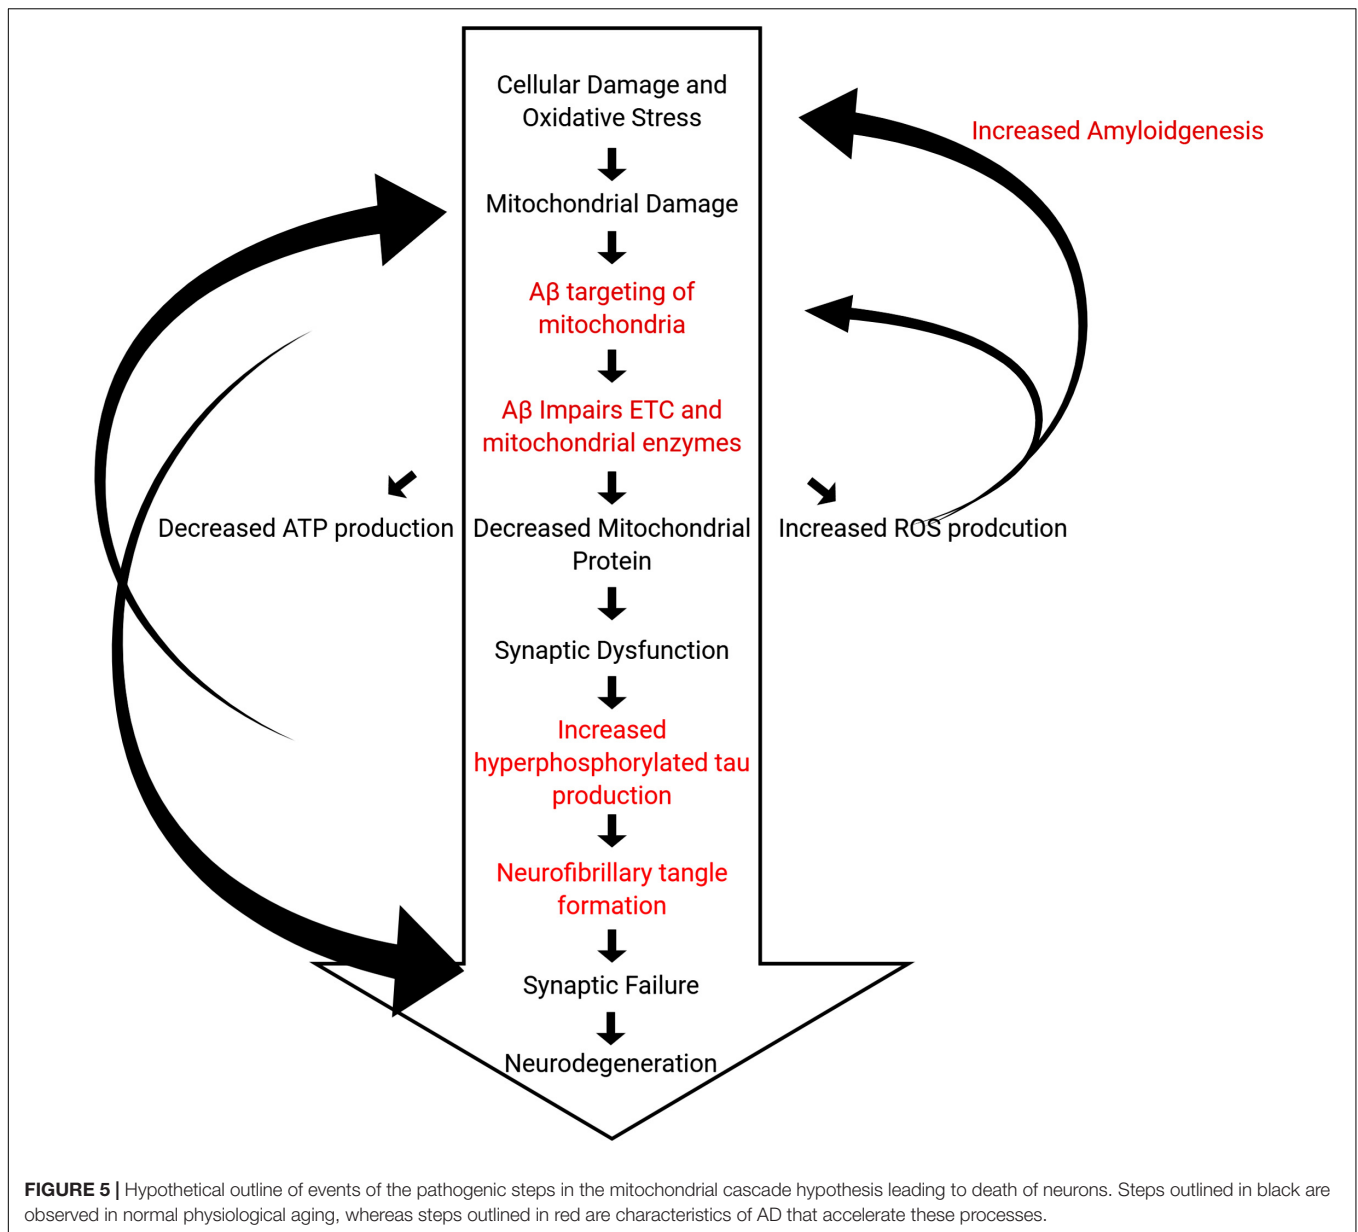 Cellular Damage and
Oxidative Stress
Increased Amyloidgenesis
Mitochondrial Damage
Aβ targeting of
mitochondria
Aβ Impairs ETC and
mitochondrial enzymes
Decreased ATP production
Decreased Mitochondrial
Protein
Increased ROS prodcution
Synaptic Dysfunction
Increased
hyperphosphorylated tau
production
Neurofibrillary tangle
formation
Synaptic Failure
Neurodegeneration
FIGURE 5 | Hypothetical outline of events of the pathogenic steps in the mitochondrial cascade hypothesis leading to death of neurons. Steps outlined in black are
observed in normal physiological aging, whereas steps outlined in red are characteristics of AD that accelerate these processes.